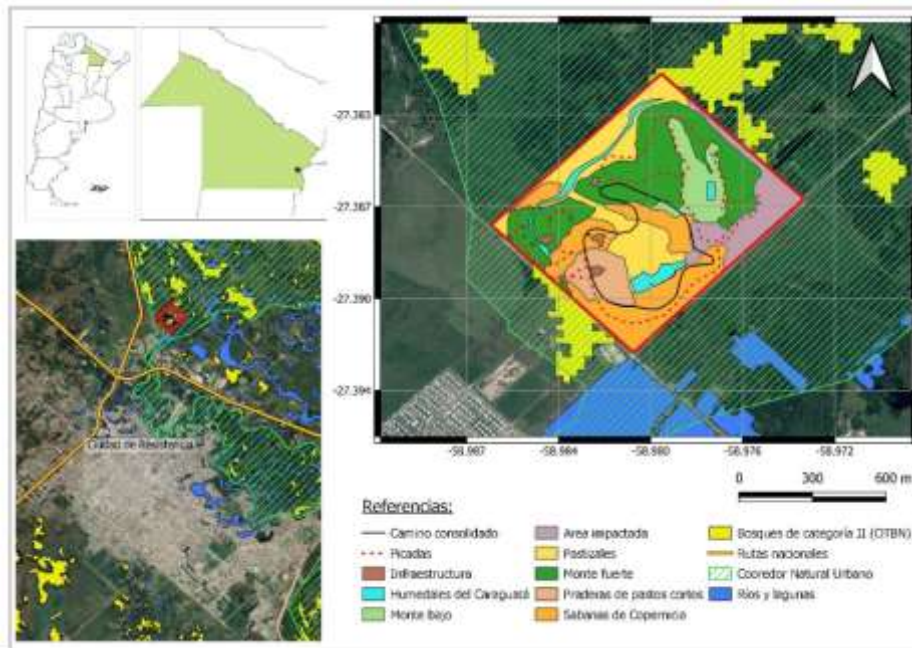 -27.383
-27.387
-27.390
-27.394
-58.987
-58.984
-58.980
-58.976
-58.972
0 300 600 m
Ciudad de Resistencia
Referencias:
Camino consolidado
Picadas
Infraestructura
Humedales del Caraguatá
Monte bajo
Area impactada
Pastizales
Monte fuerte
Praderas de pastos cortos
Sabanas de Copernicia
Bosques de categoría II (OTBN)
Rutas nacionales
Corredor Natural Urbano
Ríos y lagunas